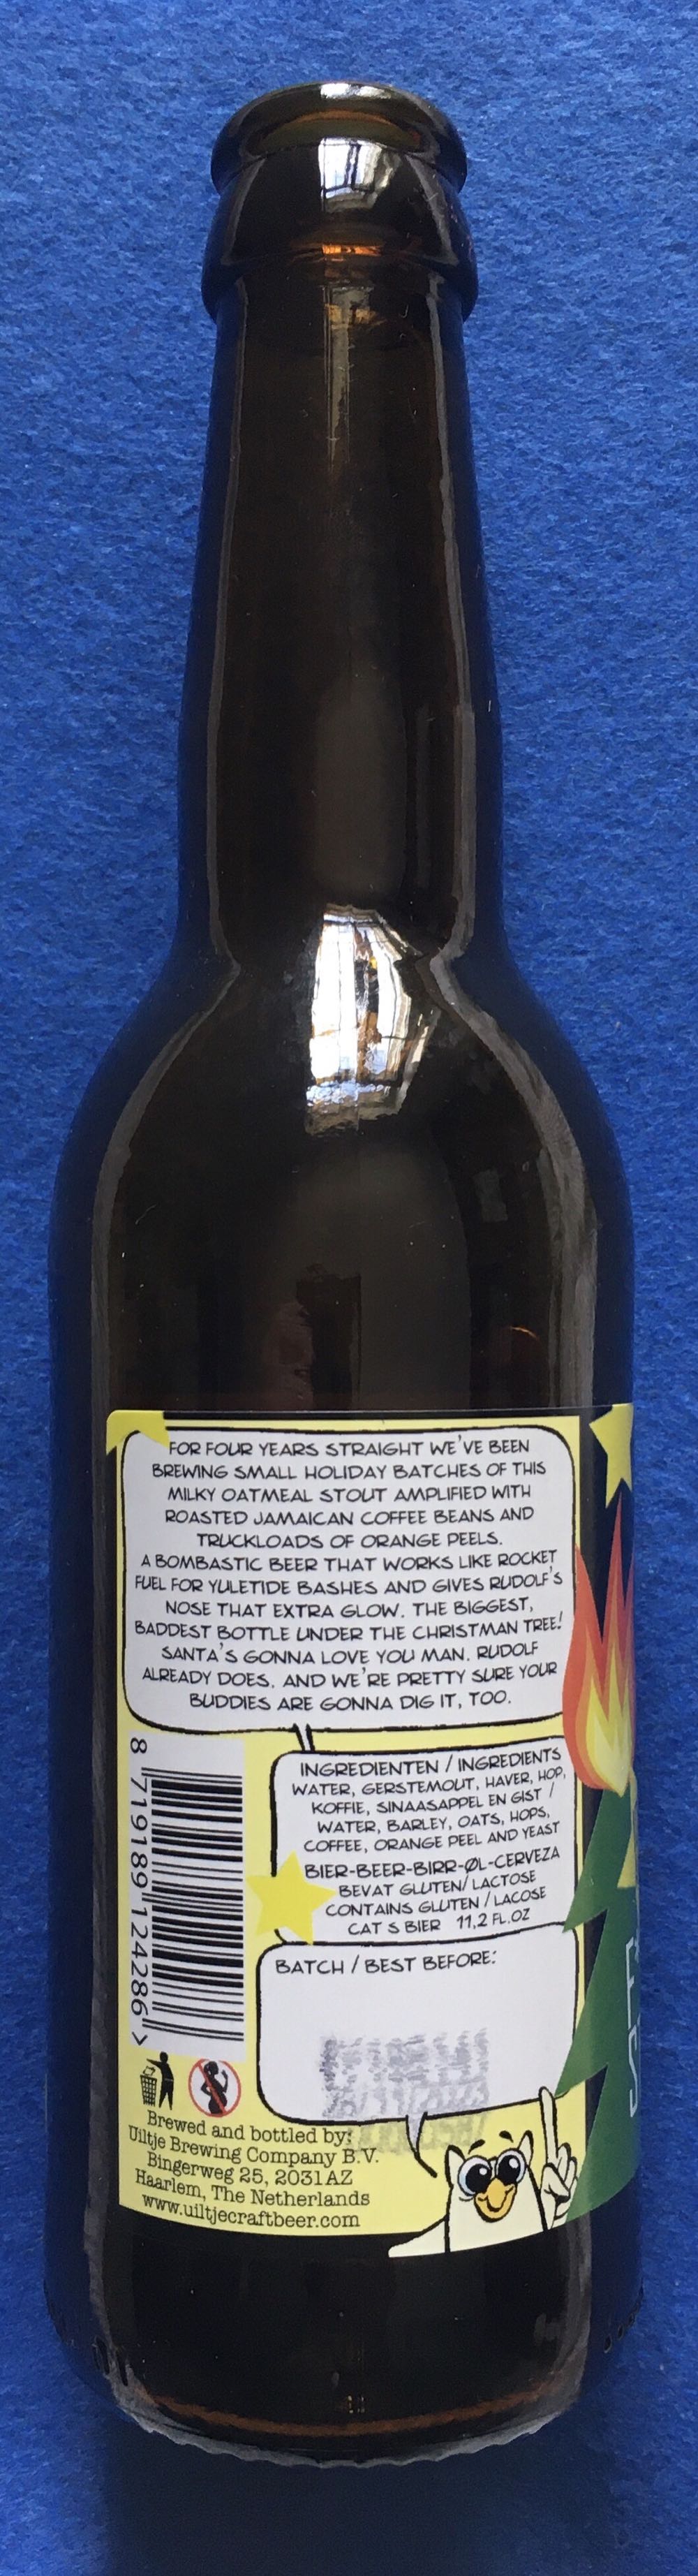 FOR FOUR YEARS STRAIGHT WE'VE BEEN
BREWING SMALL HOLIDAY BATCHES OF THIS
MILKY OATMEAL STOUT AMPLIFIED WITH
ROASTED JAMAICAN COFFEE BEANS AND
TRUCKLOADS OF ORANGE PEELS.
A BOMBASTIC BEER THAT WORKS LIKE ROCKET
FUEL FOR YULETIDE BASHES AND GIVES RUDOLF'S
NOSE THAT EXTRA GLOW. THE BIGGEST,
BADDEST BOTTLE UNDER THE CHRISTMAN TREE!
SANTA'S GONNA LOVE YOU MAN. RUDOLF
ALREADY DOES. AND WE'RE PRETTY SURE YOUR
BUDDIES ARE GONNA DIG IT, TOO.
8 719189 124286 >
INGREDIENTEN / INGREDIENTS
WATER, GERSTEMOUT, HAVER, HOP,
KOFFIE, SINAASAPPEL EN GIST /
WATER, BARLEY, OATS, HOPS,
COFFEE, ORANGE PEEL AND YEAST
BIER-BEER-BIRR-ØL-CERVEZA
BEVAT GLUTEN/ LACTOSE
CONTAINS GLUTEN / LACOSE
CAT S BIER 11,2 FL.OZ
BATCH / BEST BEFORE:
Brewed and bottled by:
Uiltje Brewing Company B.V.
Bingerweg 25, 2031AZ
Haarlem, The Netherlands
www.uiltjecraftbeer.com